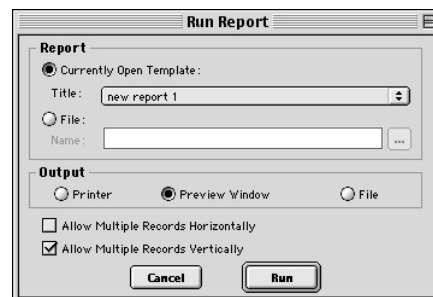 Run Report
Report
Currently Open Template:
Title: new report 1
File:
Name: ...
Output
Printer Preview Window File
Allow Multiple Records Horizontally
Allow Multiple Records Vertically
Cancel Run